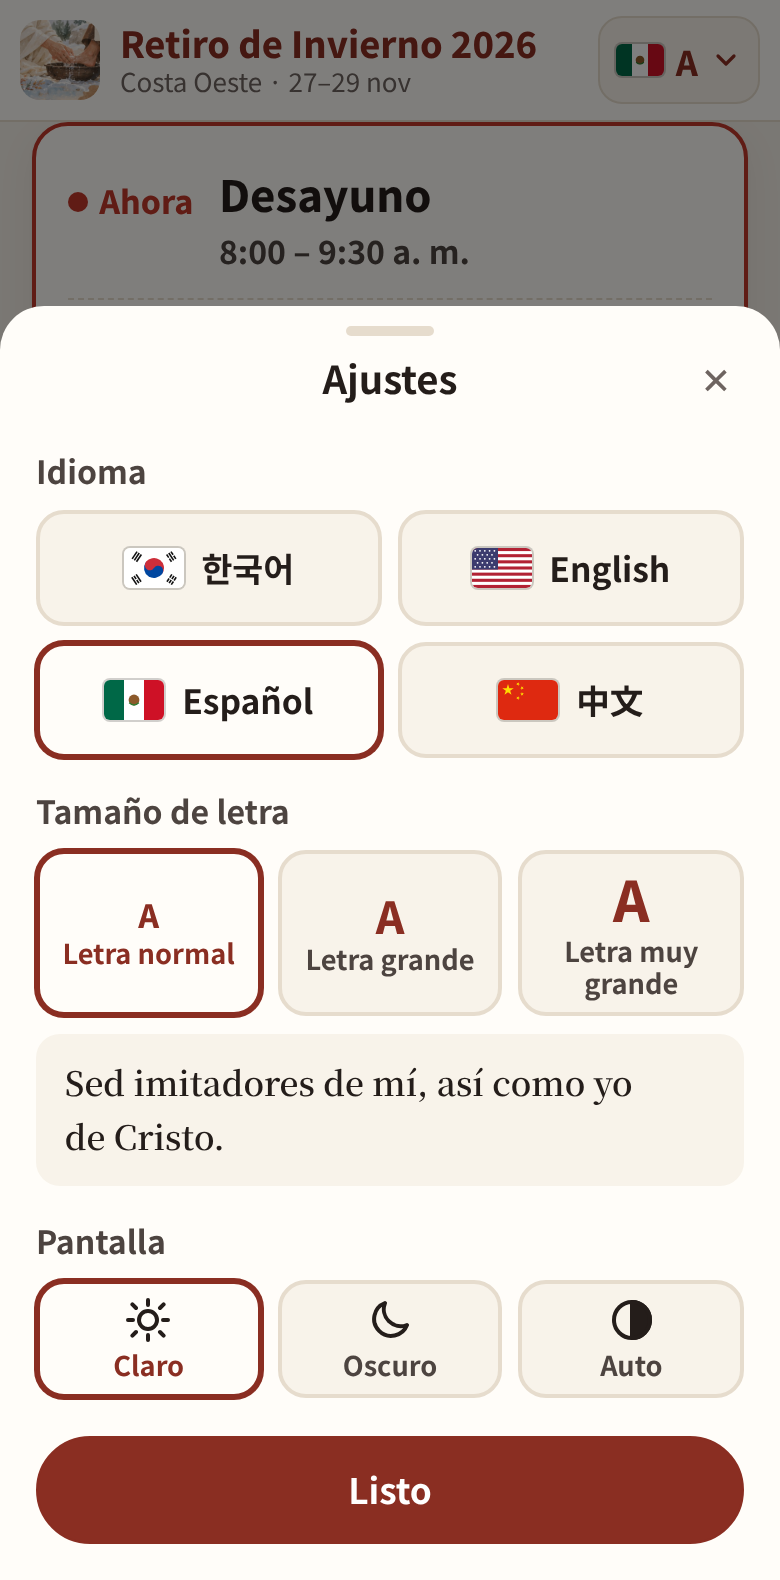 Retiro de Invierno 2026
Costa Oeste · 27–29 nov
A
Ahora
Desayuno
8:00 – 9:30 a. m.
Ajustes
Idioma
한국어
English
Español
中文
Tamaño de letra
A
Letra normal
A
Letra grande
A
Letra muy
grande
Sed imitadores de mí, así como yo
de Cristo.
Pantalla
Claro
Oscuro
Auto
Listo